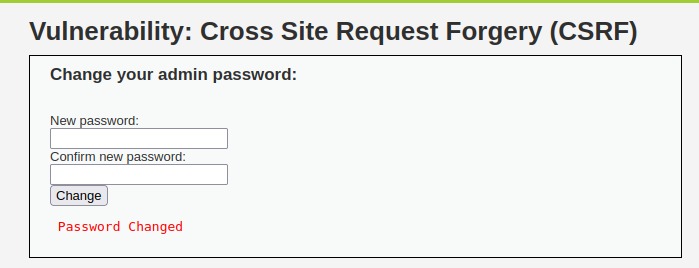 Vulnerability: Cross Site Request Forgery (CSRF)
Change your admin password:
New password:
Confirm new password:
Change
Password Changed